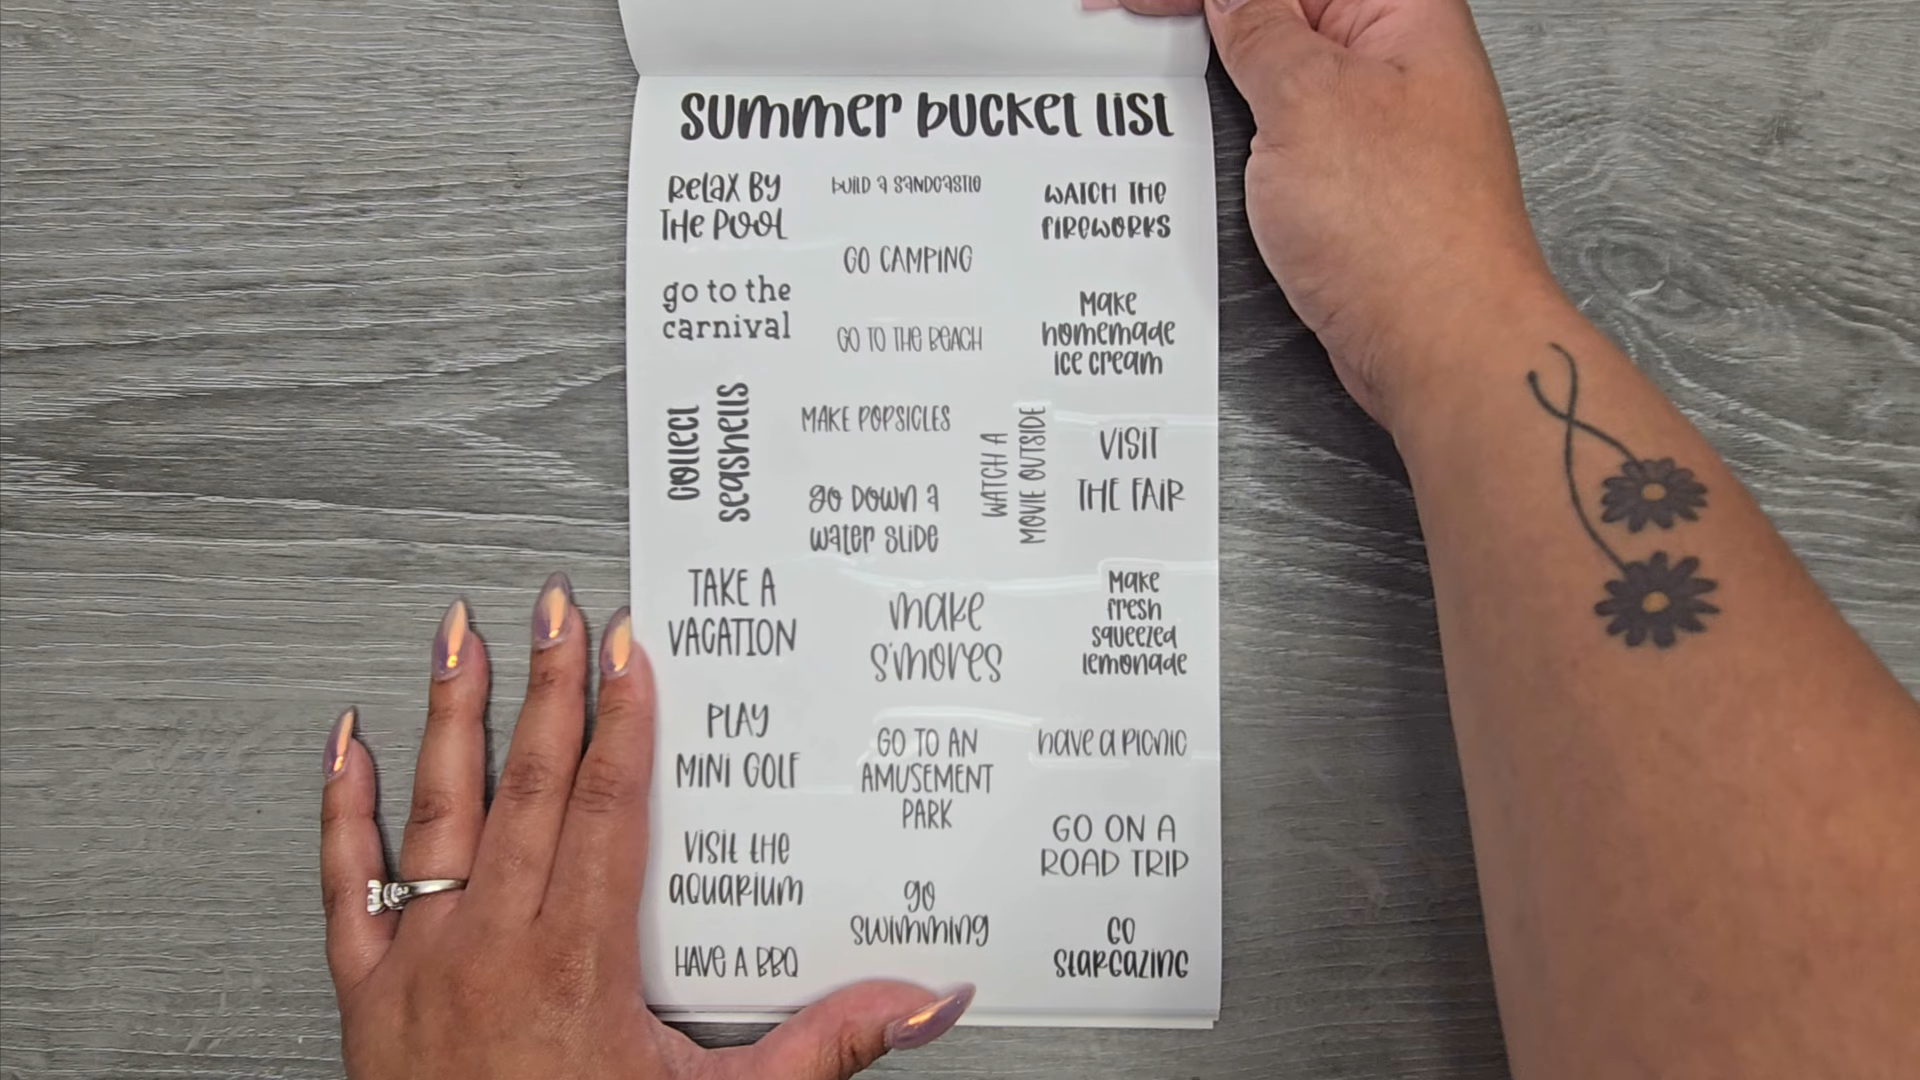 summer bucket list
Relax By
THE POOL
build a sandcastle
watch the
fireworks
GO CAMPING
go to the
carnival
Make
homemade
ice cream
GO TO THE BEACH
collect
seashells
MAKE POPSICLES
WATCH A
MOVIE OUTSIDE
VISIT
THE FAIR
go down a
water slide
TAKE A
VACATION
make
s'mores
Make
fresh
squeezed
lemonade
PLAY
MINI GOLF
GO TO AN
AMUSEMENT
PARK
have a picnic
GO ON A
ROAD TRIP
visit the
aquarium
go
swimming
GO
STARGAZING
HAVE A BBQ